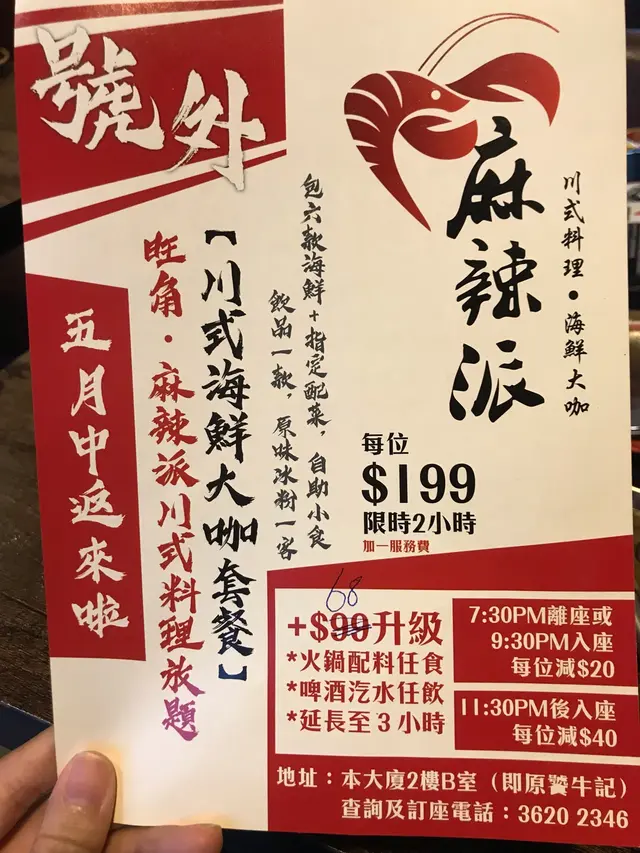 號外
麻辣派
川式料理•海鮮大咖
包六款海鮮+指定配菜，自助小食
飲品一款，原味冰粉一客
【川式海鮮大咖套餐】
旺角·麻辣派川式料理放題
五月中返來啦
每位
$199
限時2小時
加一服務費
68
+$99升級
*火鍋配料任食
*啤酒汽水任飲
*延長至3小時
7:30PM離座或
9:30PM入座
每位減$20
11:30PM後入座
每位減$40
地址：本大廈2樓B室（即原饗牛記）
查詢及訂座電話：3620 2346